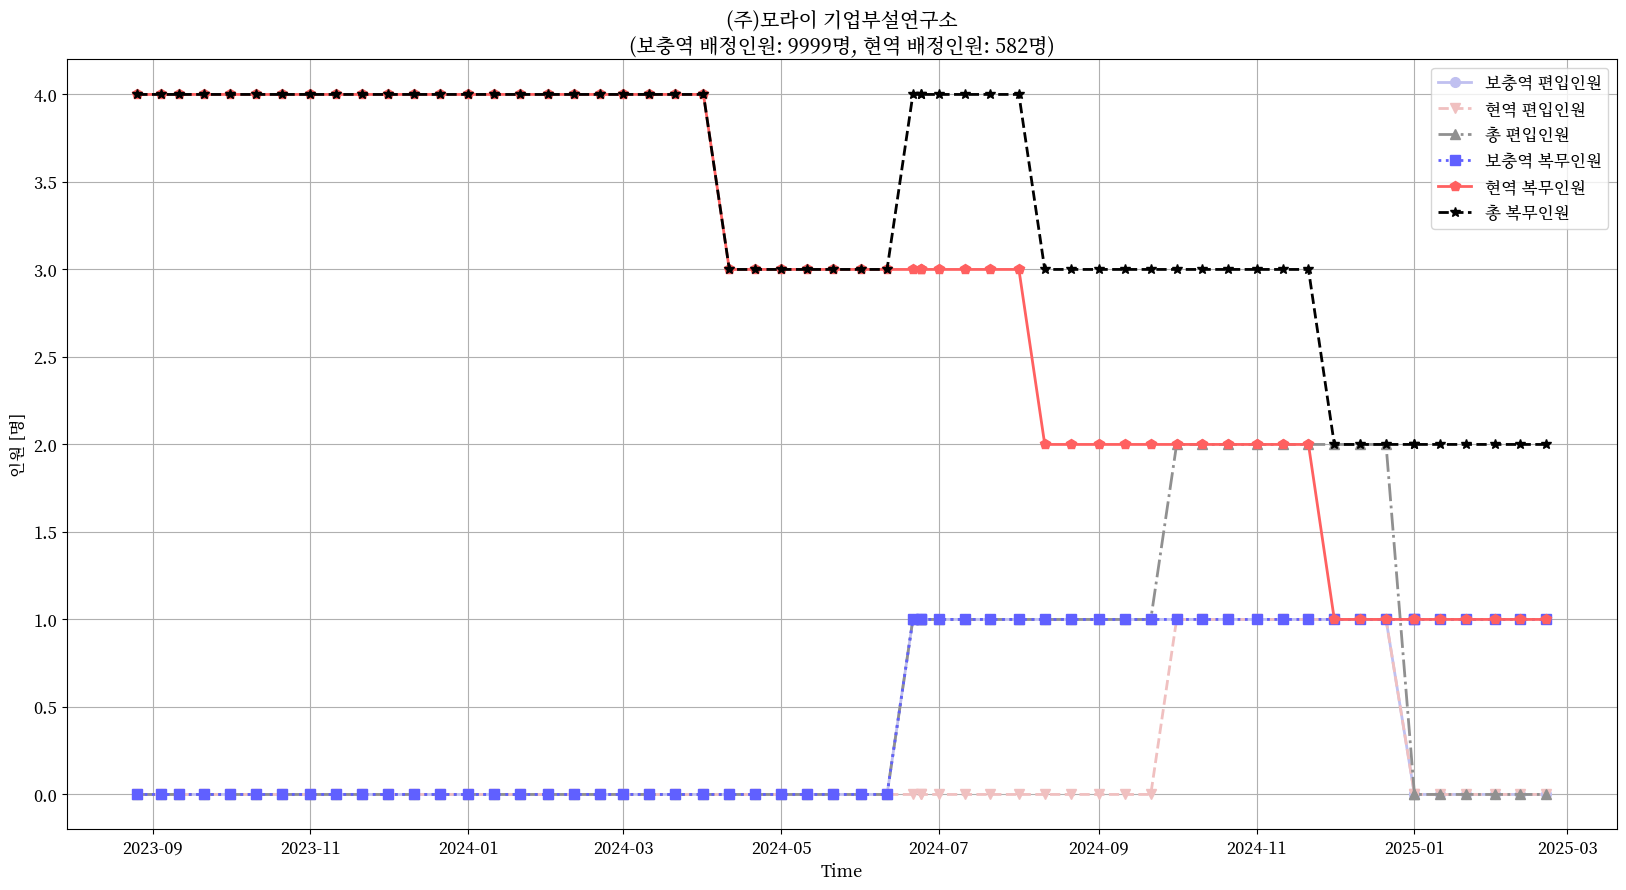 (주)모라이 기업부설연구소
(보충역 배정인원: 9999명, 현역 배정인원: 582명)
보충역 편입인원
현역 편입인원
총 편입인원
보충역 복무인원
현역 복무인원
총 복무인원
인원 [명]
4.0
3.5
3.0
2.5
2.0
1.5
1.0
0.5
0.0
2023-09 2023-11 2024-01 2024-03 2024-05 2024-07 2024-09 2024-11 2025-01 2025-03
Time